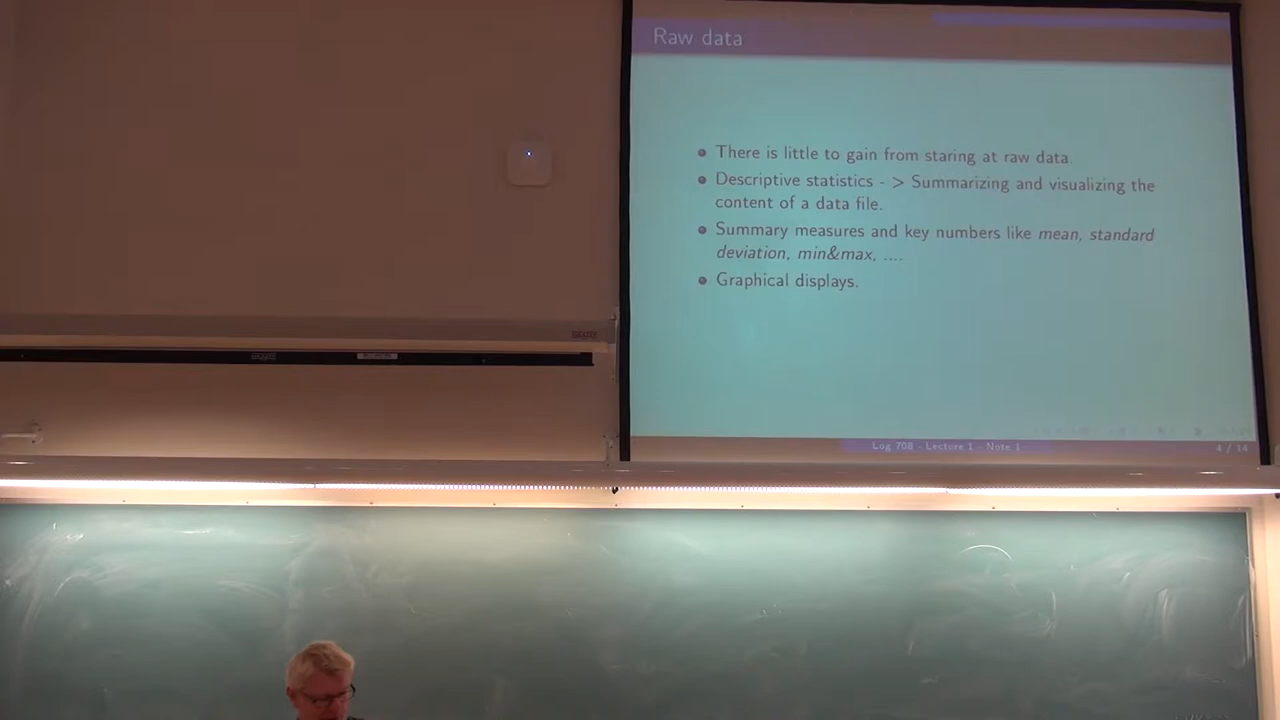 Raw data
There is little to gain from staring at raw data.
Descriptive statistics - > Summarizing and visualizing the
content of a data file.
Summary measures and key numbers like mean, standard
deviation, min&max, ....
Graphical displays.
Log 708 - Lecture 1 - Note 1
4 / 14